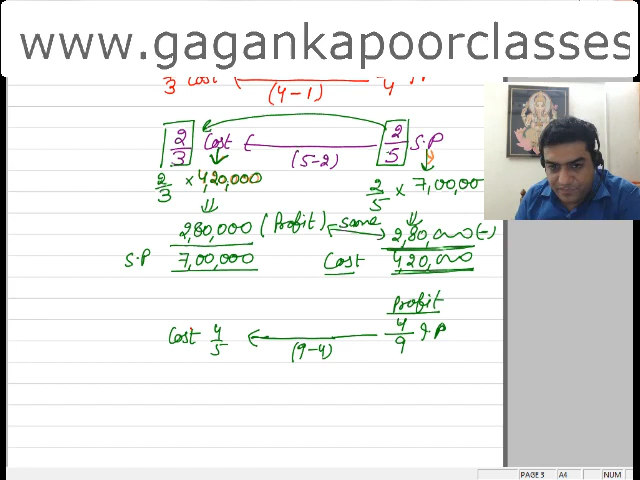 www.gagankapoorclasses
3 Cost (4-1) 4
2/3 Cost (5-2) 2/5 S.P
2/3 × 4,20,000 2/5 × 7,00,00
2,80,000 (Profit) same 2,80,000 (-)
S.P 7,00,000 Cost 4,20,000
Profit
Cost 4/5 (9-4) 4/9 S.P
PAGE 3 A4 NUM